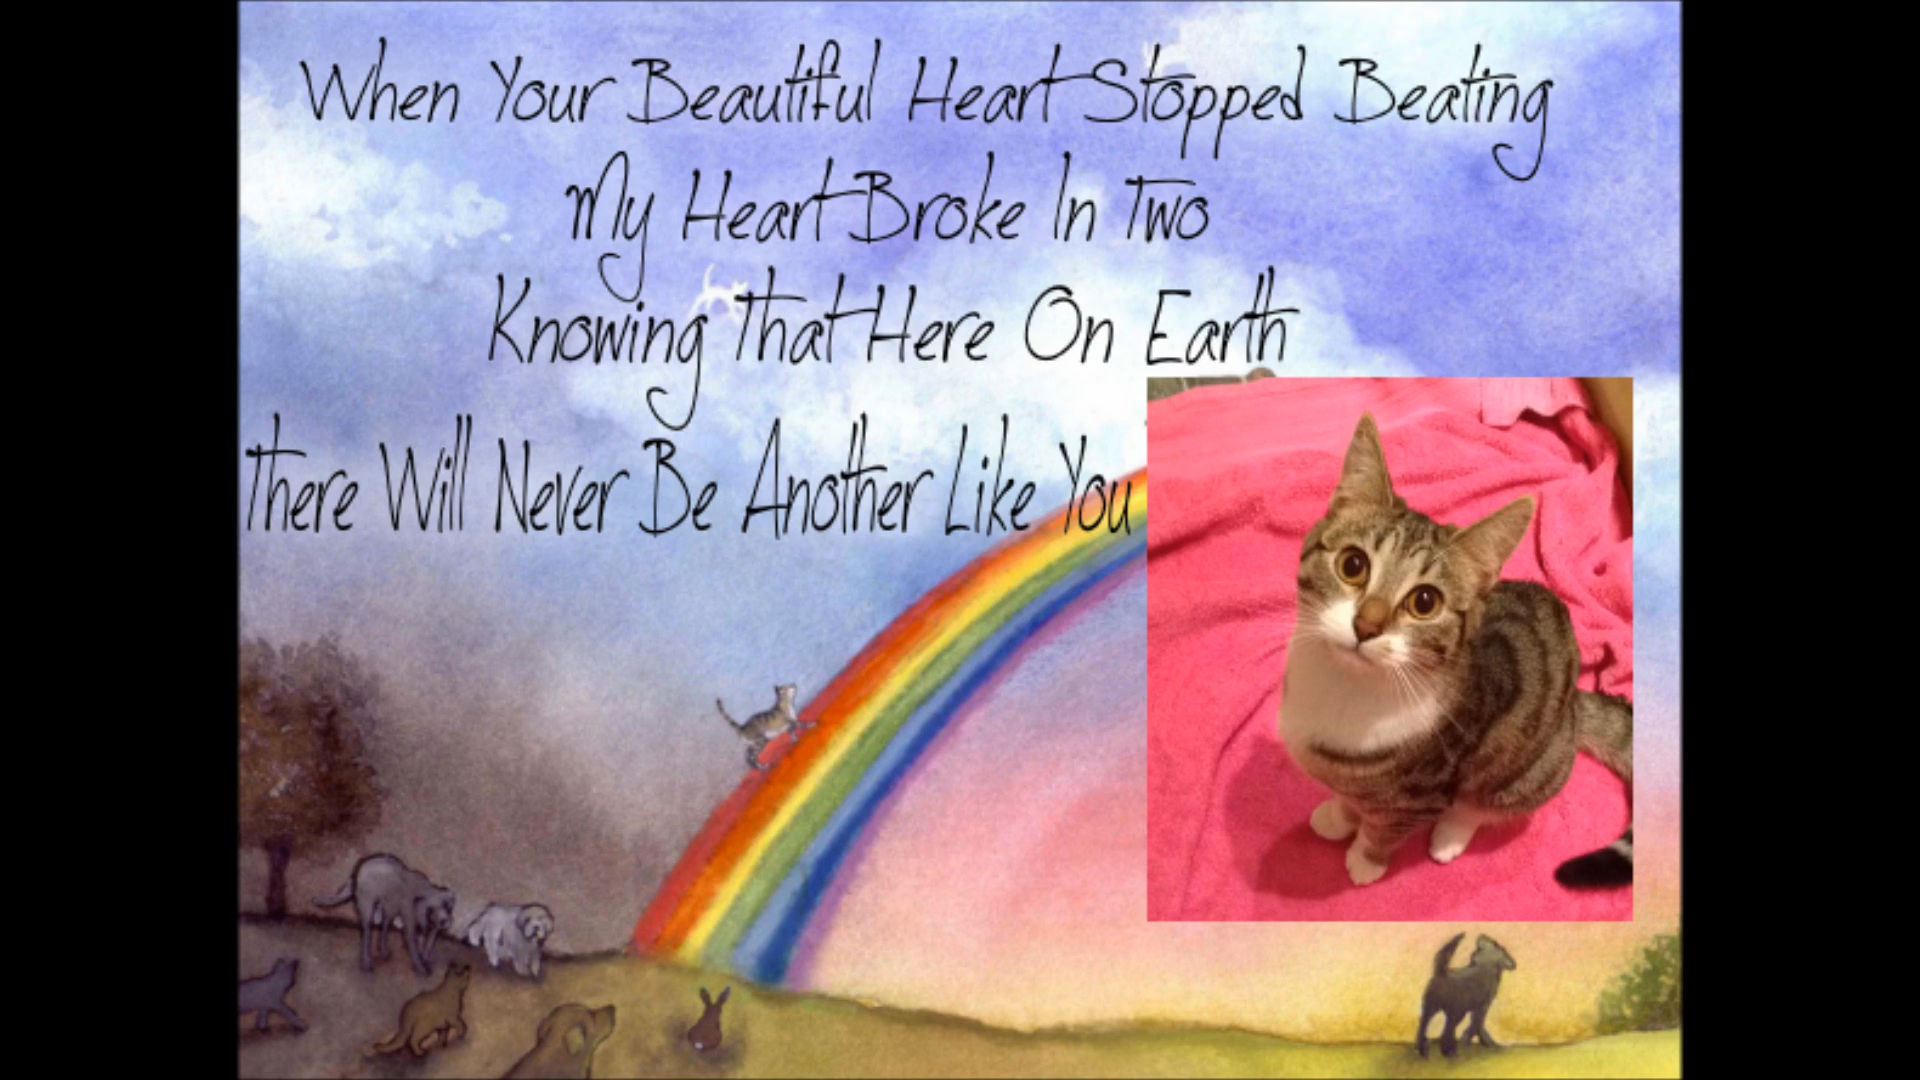 When Your Beautiful Heart Stopped Beating
My Heart Broke In Two
Knowing That Here On Earth
There Will Never Be Another Like You